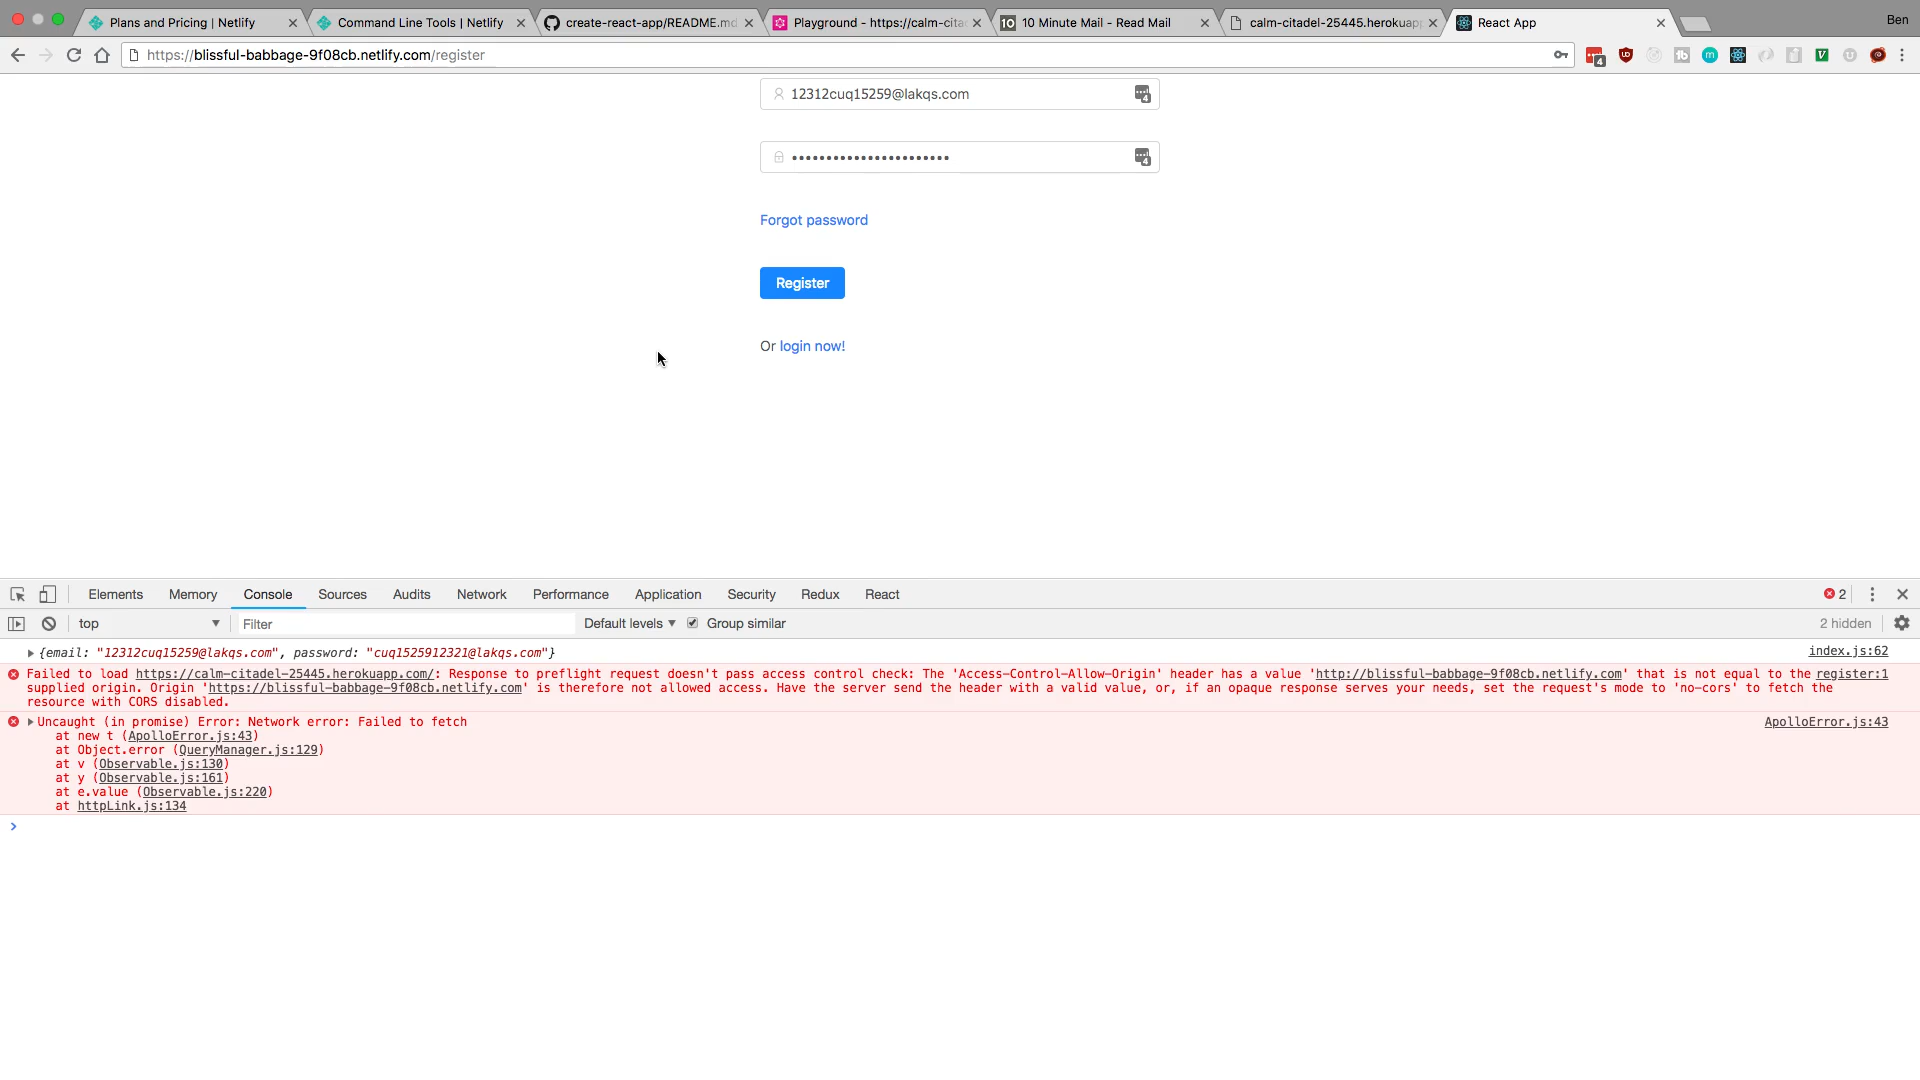 Plans and Pricing | Netlify
Command Line Tools | Netlify
create-react-app/README.md
Playground - https://calm-cita
10 Minute Mail - Read Mail
calm-citadel-25445.herokuapp
React App
Ben
https://blissful-babbage-9f08cb.netlify.com/register
12312cuq15259@lakqs.com
•••••••••••••••••••••••
Forgot password
Register
Or login now!
Elements Memory Console Sources Audits Network Performance Application Security Redux React 2
top Filter Default levels Group similar 2 hidden
{email: "12312cuq15259@lakqs.com", password: "cuq1525912321@lakqs.com"} index.js:62
Failed to load https://calm-citadel-25445.herokuapp.com/: Response to preflight request doesn't pass access control check: The 'Access-Control-Allow-Origin' header has a value 'http://blissful-babbage-9f08cb.netlify.com' that is not equal to the register:1
supplied origin. Origin 'https://blissful-babbage-9f08cb.netlify.com' is therefore not allowed access. Have the server send the header with a valid value, or, if an opaque response serves your needs, set the request's mode to 'no-cors' to fetch the
resource with CORS disabled.
Uncaught (in promise) Error: Network error: Failed to fetch ApolloError.js:43
at new t (ApolloError.js:43)
at Object.error (QueryManager.js:129)
at v (Observable.js:130)
at y (Observable.js:161)
at e.value (Observable.js:220)
at httpLink.js:134